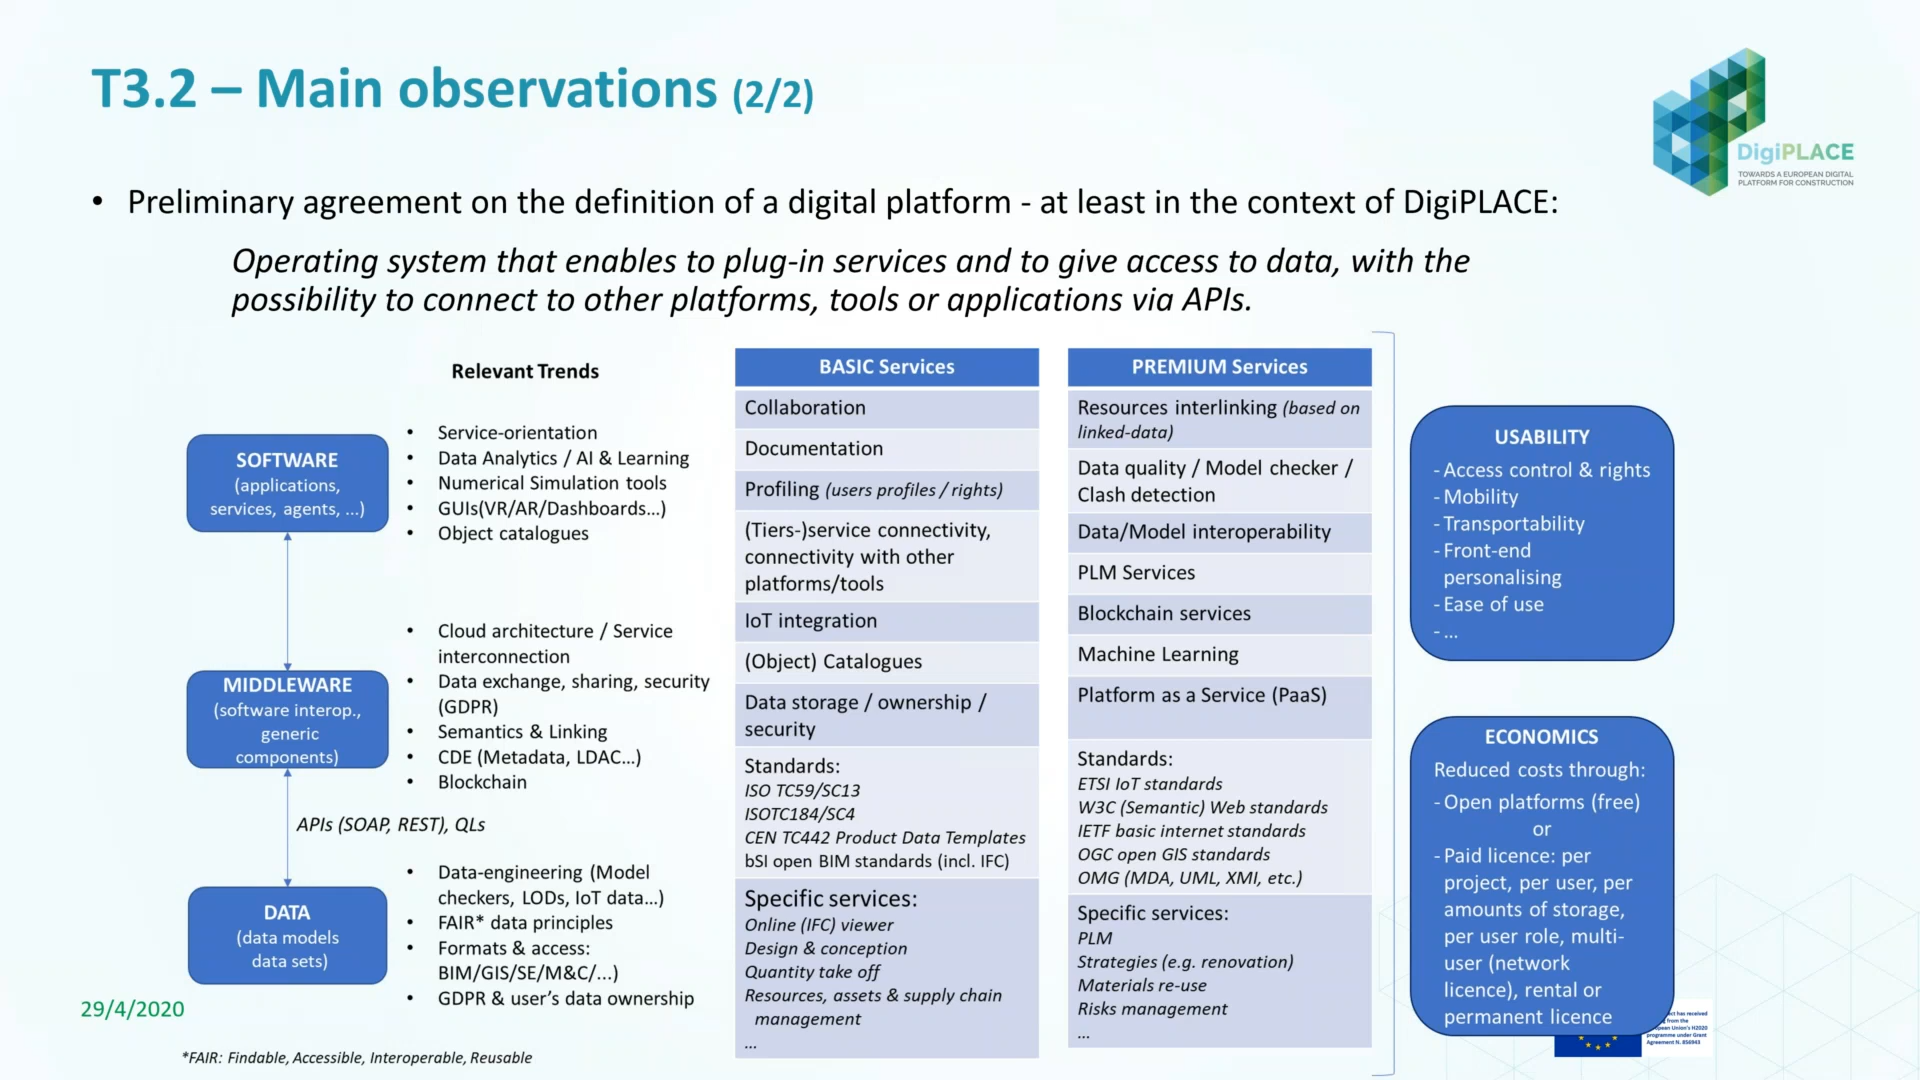 T3.2 – Main observations (2/2)
DigiPLACE
TOWARDS A EUROPEAN DIGITAL
PLATFORM FOR CONSTRUCTION
• Preliminary agreement on the definition of a digital platform - at least in the context of DigiPLACE:
Operating system that enables to plug-in services and to give access to data, with the
possibility to connect to other platforms, tools or applications via APIs.
Relevant Trends
SOFTWARE
(applications,
services, agents, ...)
• Service-orientation
• Data Analytics / AI & Learning
• Numerical Simulation tools
• GUIs(VR/AR/Dashboards...)
• Object catalogues
MIDDLEWARE
(software interop.,
generic
components)
• Cloud architecture / Service
interconnection
• Data exchange, sharing, security
(GDPR)
• Semantics & Linking
• CDE (Metadata, LDAC...)
• Blockchain
APIs (SOAP, REST), QLs
DATA
(data models
data sets)
• Data-engineering (Model
checkers, LODs, IoT data...)
• FAIR* data principles
• Formats & access:
BIM/GIS/SE/M&C/...)
• GDPR & user's data ownership
BASIC Services
Collaboration
Documentation
Profiling (users profiles / rights)
(Tiers-)service connectivity,
connectivity with other
platforms/tools
IoT integration
(Object) Catalogues
Data storage / ownership /
security
Standards:
ISO TC59/SC13
ISOTC184/SC4
CEN TC442 Product Data Templates
bSI open BIM standards (incl. IFC)
Specific services:
Online (IFC) viewer
Design & conception
Quantity take off
Resources, assets & supply chain
management
...
PREMIUM Services
Resources interlinking (based on
linked-data)
Data quality / Model checker /
Clash detection
Data/Model interoperability
PLM Services
Blockchain services
Machine Learning
Platform as a Service (PaaS)
Standards:
ETSI IoT standards
W3C (Semantic) Web standards
IETF basic internet standards
OGC open GIS standards
OMG (MDA, UML, XMI, etc.)
Specific services:
PLM
Strategies (e.g. renovation)
Materials re-use
Risks management
...
USABILITY
- Access control & rights
- Mobility
- Transportability
- Front-end
personalising
- Ease of use
- ...
ECONOMICS
Reduced costs through:
- Open platforms (free)
or
- Paid licence: per
project, per user, per
amounts of storage,
per user role, multi-
user (network
licence), rental or
permanent licence
29/4/2020
*FAIR: Findable, Accessible, Interoperable, Reusable
has received
from the
Union's H2020
programme under Grant
Agreement N. 856943